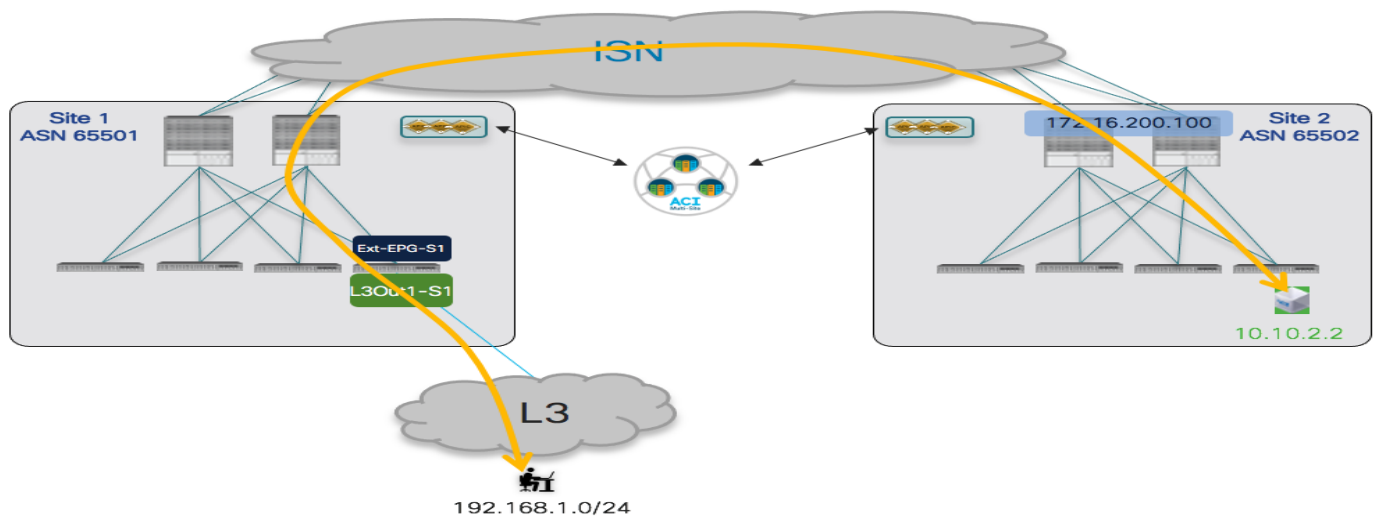 ISN
Site 1
ASN 65501
172.16.200.100
Site 2
ASN 65502
ACI
Multi-Site
Ext-EPG-S1
L3Out1-S1
10.10.2.2
L3
192.168.1.0/24